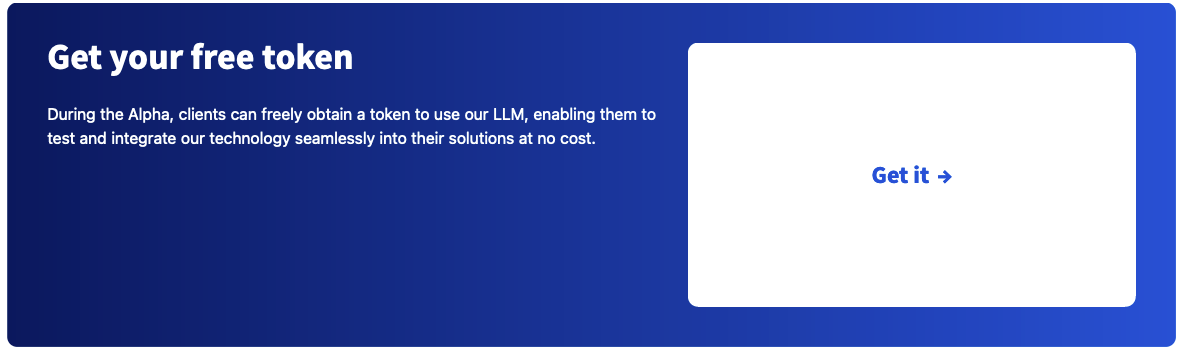 Get your free token
During the Alpha, clients can freely obtain a token to use our LLM, enabling them to
test and integrate our technology seamlessly into their solutions at no cost.
Get it →